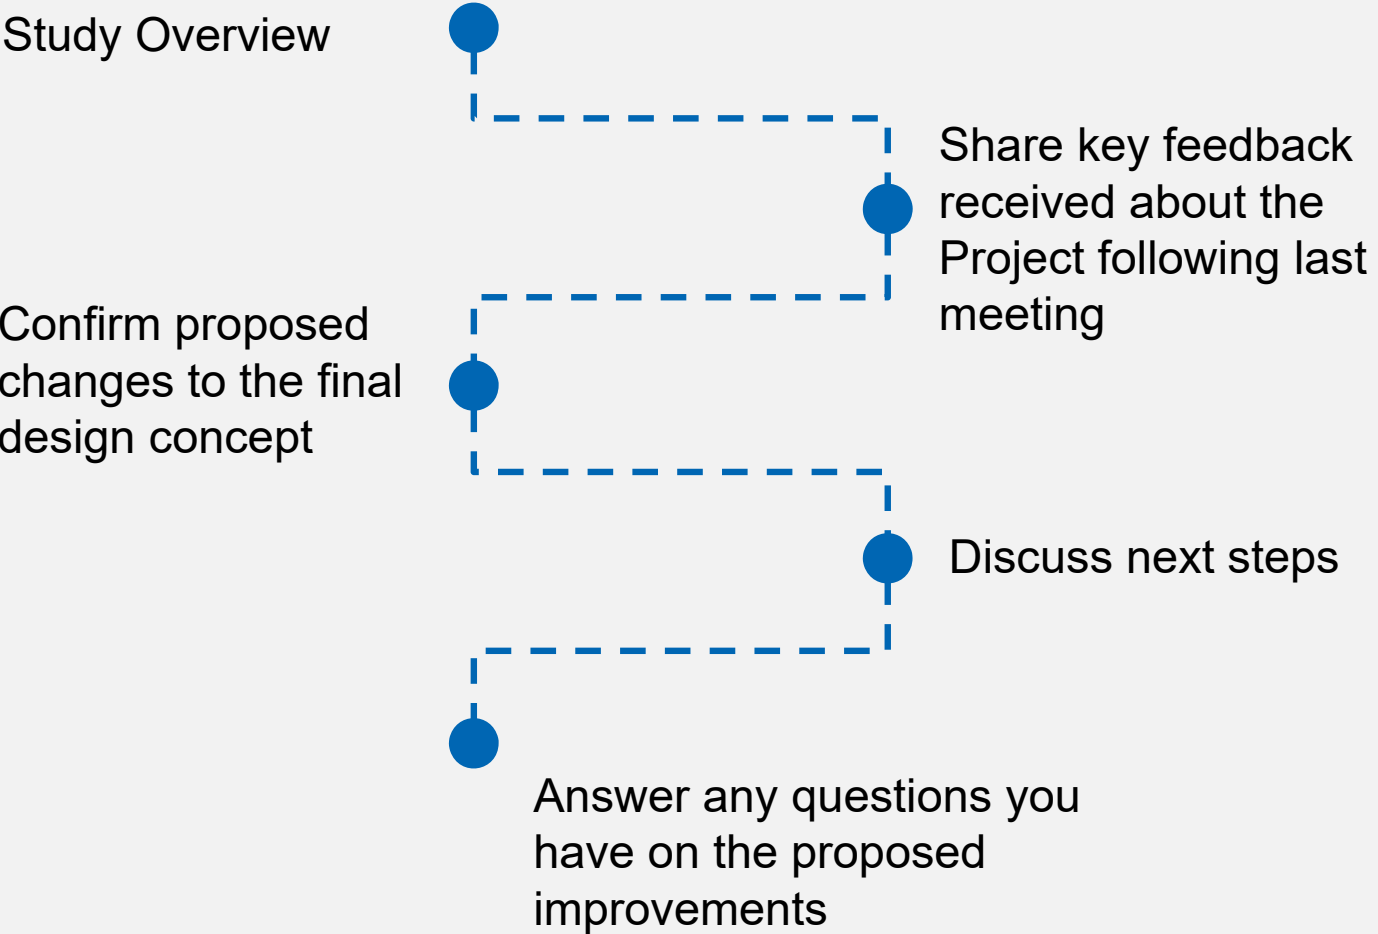 Study Overview
Share key feedback
received about the
Project following last
meeting
Confirm proposed
changes to the final
design concept
Discuss next steps
Answer any questions you
have on the proposed
improvements